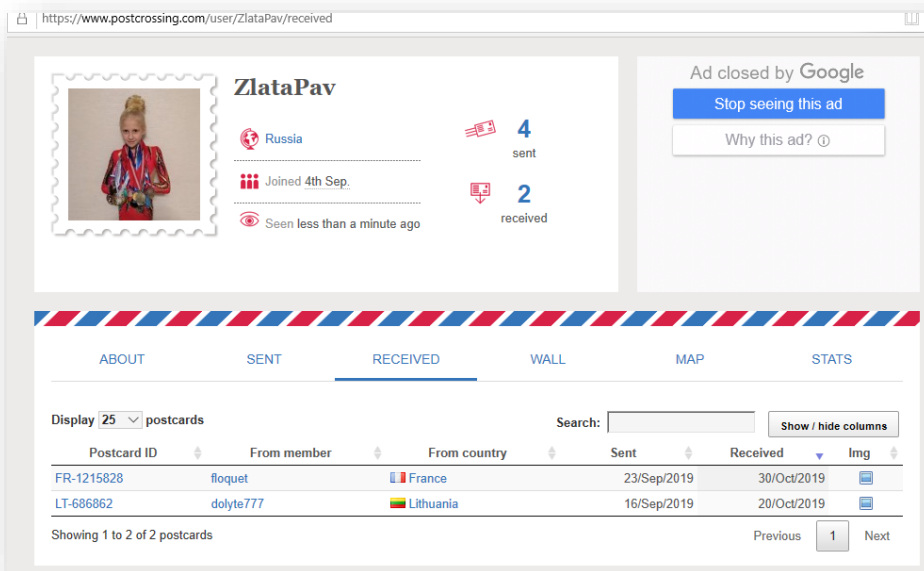 https://www.postcrossing.com/user/ZlataPav/received
ZlataPav
Russia
Joined 4th Sep.
Seen less than a minute ago
4
sent
2
received
Ad closed by Google
Stop seeing this ad
Why this ad?
ABOUT SENT RECEIVED WALL MAP STATS
Display 25 postcards Search: Show / hide columns
Postcard ID From member From country Sent Received Img
FR-1215828 floquet France 23/Sep/2019 30/Oct/2019
LT-686862 dolyte777 Lithuania 16/Sep/2019 20/Oct/2019
Showing 1 to 2 of 2 postcards Previous 1 Next